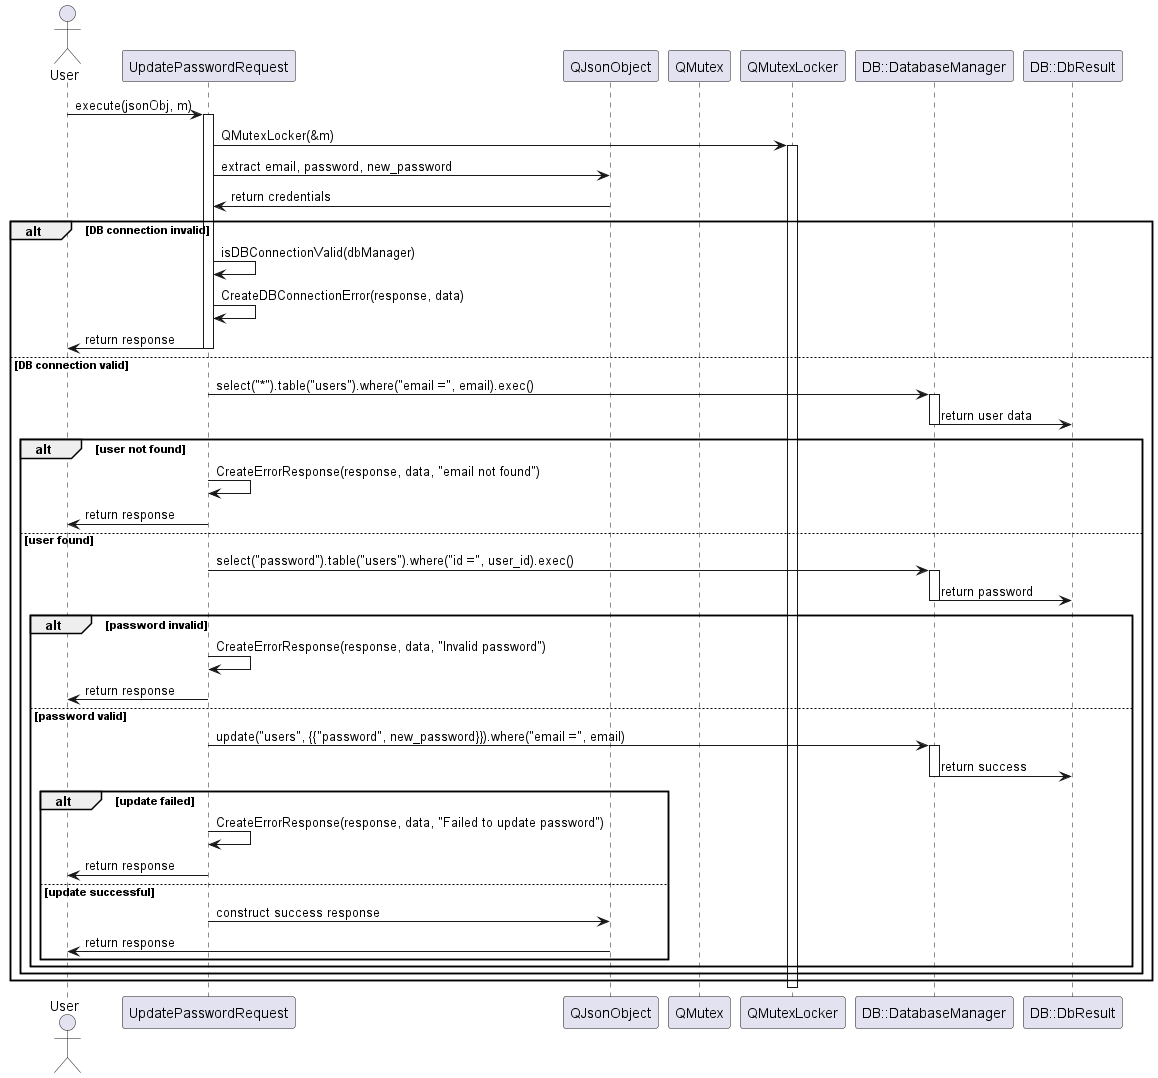 User
UpdatePasswordRequest
QJsonObject
QMutex
QMutexLocker
DB::DatabaseManager
DB::DbResult
execute(jsonObj, m)
QMutexLocker(&m)
extract email, password, new_password
return credentials
alt
[DB connection invalid]
isDBConnectionValid(dbManager)
CreateDBConnectionError(response, data)
return response
[DB connection valid]
select("*").table("users").where("email =", email).exec()
return user data
alt
[user not found]
CreateErrorResponse(response, data, "email not found")
return response
[user found]
select("password").table("users").where("id =", user_id).exec()
return password
alt
[password invalid]
CreateErrorResponse(response, data, "Invalid password")
return response
[password valid]
update("users", {{"password", new_password}}).where("email =", email)
return success
alt
[update failed]
CreateErrorResponse(response, data, "Failed to update password")
return response
[update successful]
construct success response
return response
User
UpdatePasswordRequest
QJsonObject
QMutex
QMutexLocker
DB::DatabaseManager
DB::DbResult